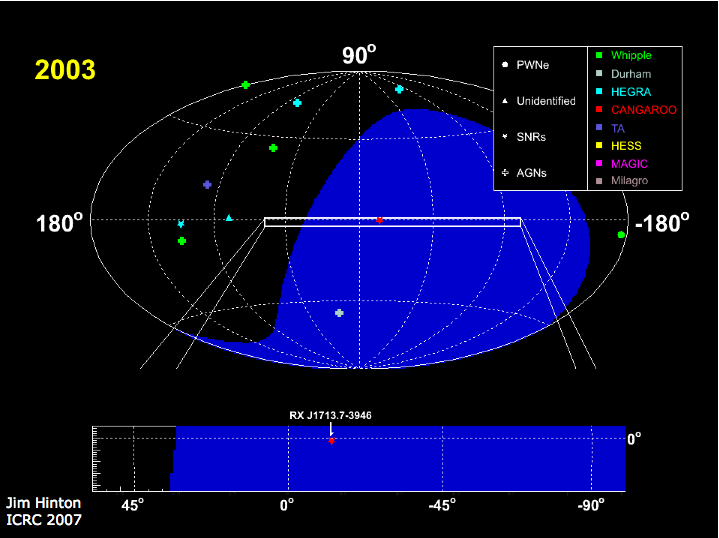 2003
90°
PWNe
Unidentified
SNRs
AGNs
Whipple
Durham
HEGRA
CANGAROO
TA
HESS
MAGIC
Milagro
180°
-180°
RX J1713.7-3946
0°
45°
0°
-45°
-90°
Jim Hinton
ICRC 2007